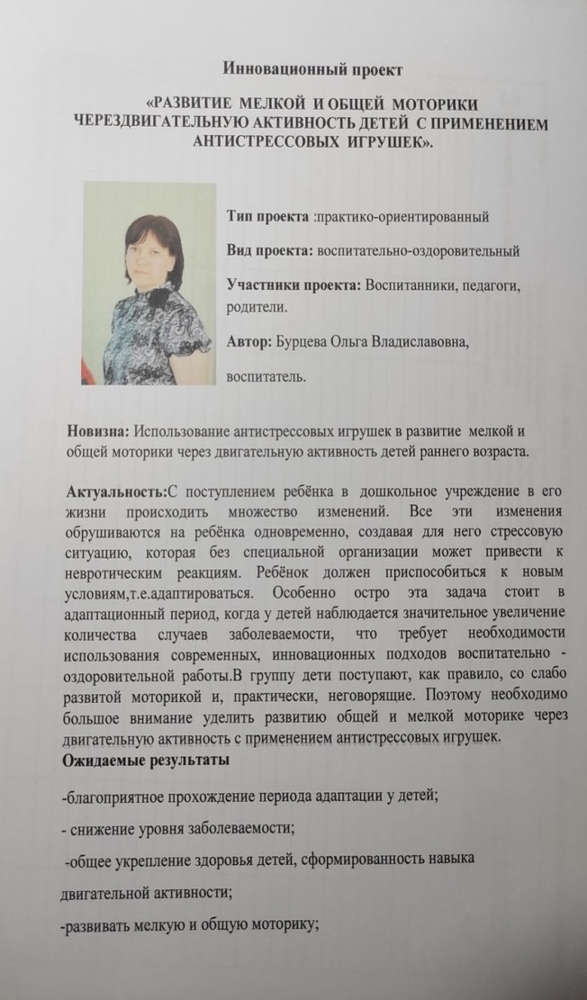 Инновационный проект
«РАЗВИТИЕ МЕЛКОЙ И ОБЩЕЙ МОТОРИКИ
ЧЕРЕЗДВИГАТЕЛЬНУЮ АКТИВНОСТЬ ДЕТЕЙ С ПРИМЕНЕНИЕМ
АНТИСТРЕССОВЫХ ИГРУШЕК».
Тип проекта :практико-ориентированный
Вид проекта: воспитательно-оздоровительный
Участники проекта: Воспитанники, педагоги,
родители.
Автор: Бурцева Ольга Владиславовна,
воспитатель.
Новизна: Использование антистрессовых игрушек в развитие мелкой и
общей моторики через двигательную активность детей раннего возраста.
Актуальность:С поступлением ребёнка в дошкольное учреждение в его
жизни происходить множество изменений. Все эти изменения
обрушиваются на ребёнка одновременно, создавая для него стрессовую
ситуацию, которая без специальной организации может привести к
невротическим реакциям. Ребёнок должен приспособиться к новым
условиям,т.е.адаптироваться. Особенно остро эта задача стоит в
адаптационный период, когда у детей наблюдается значительное увеличение
количества случаев заболеваемости, что требует необходимости
использования современных, инновационных подходов воспитательно -
оздоровительной работы.В группу дети поступают, как правило, со слабо
развитой моторикой и, практически, неговорящие. Поэтому необходимо
большое внимание уделить развитию общей и мелкой моторике через
двигательную активность с применением антистрессовых игрушек.
Ожидаемые результаты
-благоприятное прохождение периода адаптации у детей;
- снижение уровня заболеваемости;
-общее укрепление здоровья детей, сформированность навыка
двигательной активности;
-развивать мелкую и общую моторику;